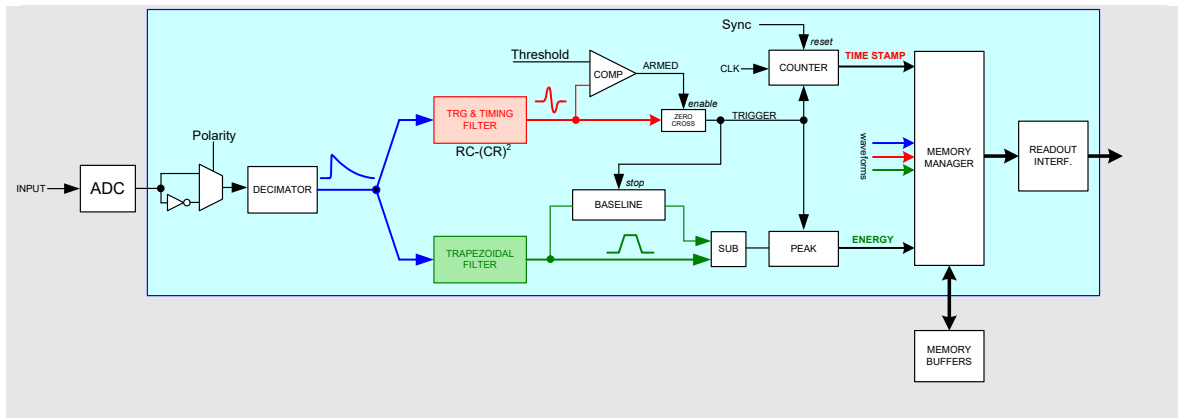 Sync
reset
Threshold
COMP
ARMED
CLK
COUNTER
TIME STAMP
enable
TRG & TIMING
FILTER
RC-(CR)²
ZERO
CROSS
TRIGGER
Polarity
waveforms
MEMORY
MANAGER
READOUT
INTERF.
INPUT
ADC
DECIMATOR
stop
BASELINE
TRAPEZOIDAL
FILTER
SUB
PEAK
ENERGY
MEMORY
BUFFERS